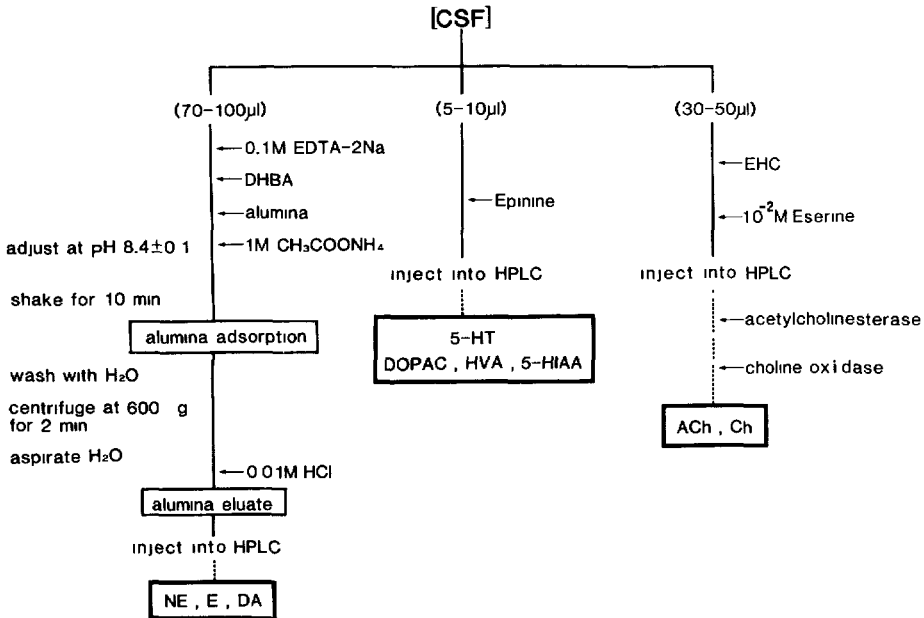 [CSF]
(70-100µl)
0.1M EDTA-2Na
DHBA
alumina
adjust at pH 8.4±0 1
1M CH₃COONH₄
shake for 10 min
alumina adsorption
wash with H₂O
centrifuge at 600 g
for 2 min
aspirate H₂O
0 01M HCl
alumina eluate
inject into HPLC
NE , E , DA
(5-10µl)
Epinine
inject into HPLC
5-HT
DOPAC , HVA , 5-HIAA
(30-50µl)
EHC
10⁻²M Eserine
inject into HPLC
acetylcholinesterase
choline oxidase
ACh , Ch